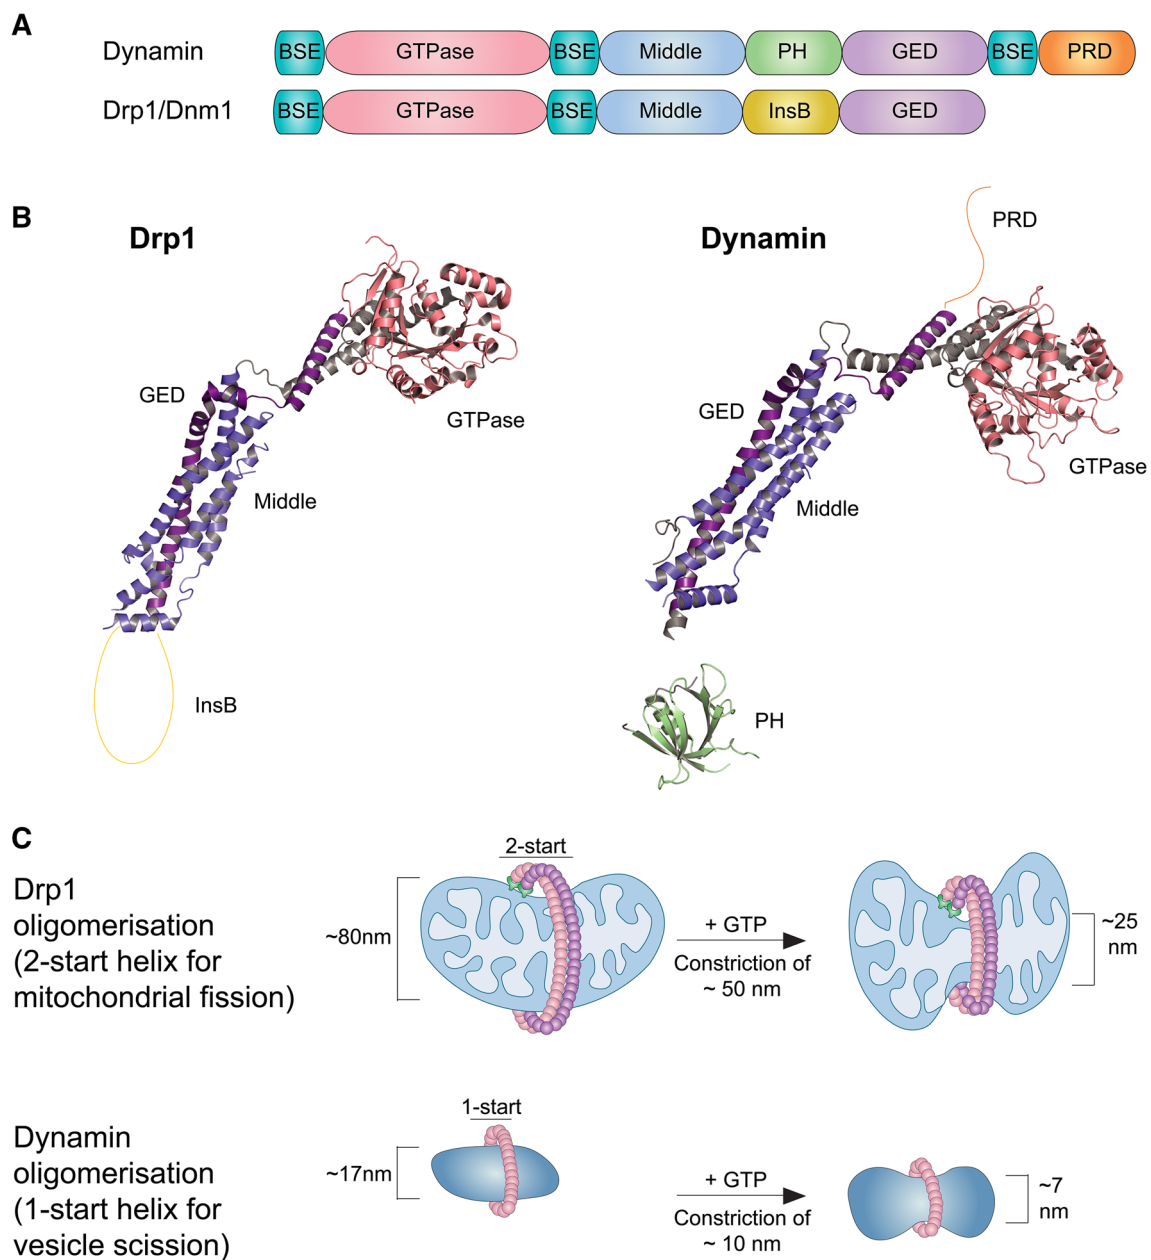 A
Dynamin
BSE GTPase BSE Middle PH GED BSE PRD
Drp1/Dnm1
BSE GTPase BSE Middle InsB GED
B
Drp1
GED
GTPase
Middle
InsB
Dynamin
PRD
GED
GTPase
Middle
PH
C
Drp1
oligomerisation
(2-start helix for
mitochondrial fission)
2-start
~80nm
+ GTP
Constriction of
~ 50 nm
~25
nm
Dynamin
oligomerisation
(1-start helix for
vesicle scission)
1-start
~17nm
+ GTP
Constriction of
~ 10 nm
~7
nm